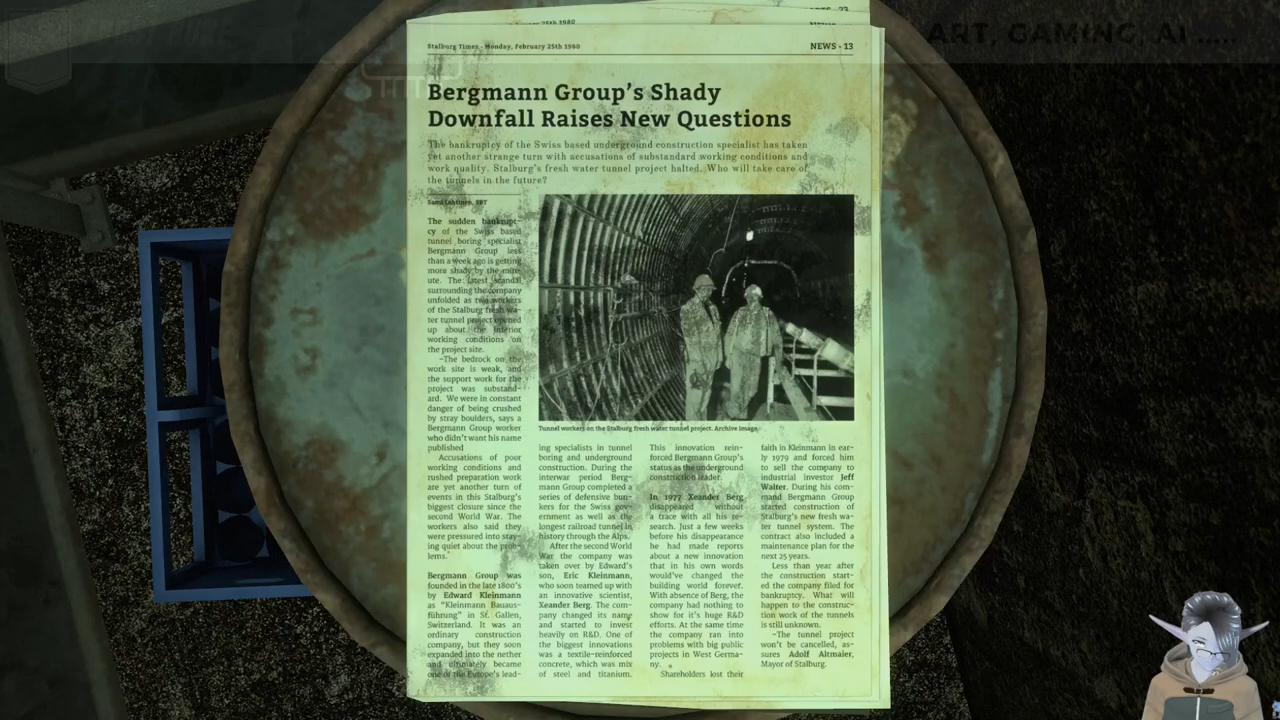 ART, GAMING, AI .....
Stalburg Times - Monday, February 25th 1980
NEWS - 13
Bergmann Group's Shady
Downfall Raises New Questions
The bankruptcy of the Swiss based underground construction specialist has taken
yet another strange turn with accusations of substandard working conditions and
work quality. Stalburg's fresh water tunnel project halted. Who will take care of
the tunnels in the future?
Sami Lahtinen, SBT
The sudden bankrupt-
cy of the Swiss based
tunnel boring specialist
Bergmann Group less
than a week ago is getting
more shady by the min-
ute. The latest scandal
surrounding the company
unfolded as two workers
of the Stalburg fresh wa-
ter tunnel project opened
up about the inferior
working conditions on
the project site.
-The bedrock on the
work site is weak, and
the support work for the
project was substand-
ard. We were in constant
danger of being crushed
by stray boulders, says a
Bergmann Group worker
who didn't want his name
published
Accusations of poor
working conditions and
rushed preparation work
are yet another turn of
events in this Stalburg's
biggest closure since the
second World War. The
workers also said they
were pressured into stay-
ing quiet about the prob-
lems.
Bergmann Group was
founded in the late 1800's
by Edward Kleinmann
as "Kleinmann Bauaus-
führung" in Sf. Gallen,
Switzerland. It was an
ordinary construction
company, but they soon
expanded into the nether
and ultimately became
one of the Europe's lead-
Tunnel workers on the Stalburg fresh water tunnel project. Archive image.
ing specialists in tunnel
boring and underground
construction. During the
interwar period Berg-
mann Group completed a
series of defensive bun-
kers for the Swiss gov-
ernment as well as the
longest railroad tunnel in
history through the Alps.
After the second World
War the company was
taken over by Edward's
son, Eric Kleinmann,
who soon teamed up with
an innovative scientist,
Xeander Berg. The com-
pany changed its name
and started to invest
heavily on R&D. One of
the biggest innovations
was a textile-reinforced
concrete, which was mix
of steel and titanium.
This innovation rein-
forced Bergmann Group's
status as the underground
construction leader.
In 1977 Xeander Berg
disappeared without
a trace with all his re-
search. Just a few weeks
before his disappearance
he had made reports
about a new innovation
that in his own words
would've changed the
building world forever.
With absence of Berg, the
company had nothing to
show for it's huge R&D
efforts. At the same time
the company ran into
problems with big public
projects in West Germa-
ny.
Shareholders lost their
faith in Kleinmann in ear-
ly 1979 and forced him
to sell the company to
industrial investor Jeff
Walter. During his com-
mand Bergmann Group
started construction of
Stalburg's new fresh wa-
ter tunnel system. The
contract also included a
maintenance plan for the
next 25 years.
Less than year after
the construction start-
ed the company filed for
bankruptcy. What will
happen to the construc-
tion work of the tunnels
is still unknown.
-The tunnel project
won't be cancelled, as-
sures Adolf Altmaier,
Mayor of Stalburg.